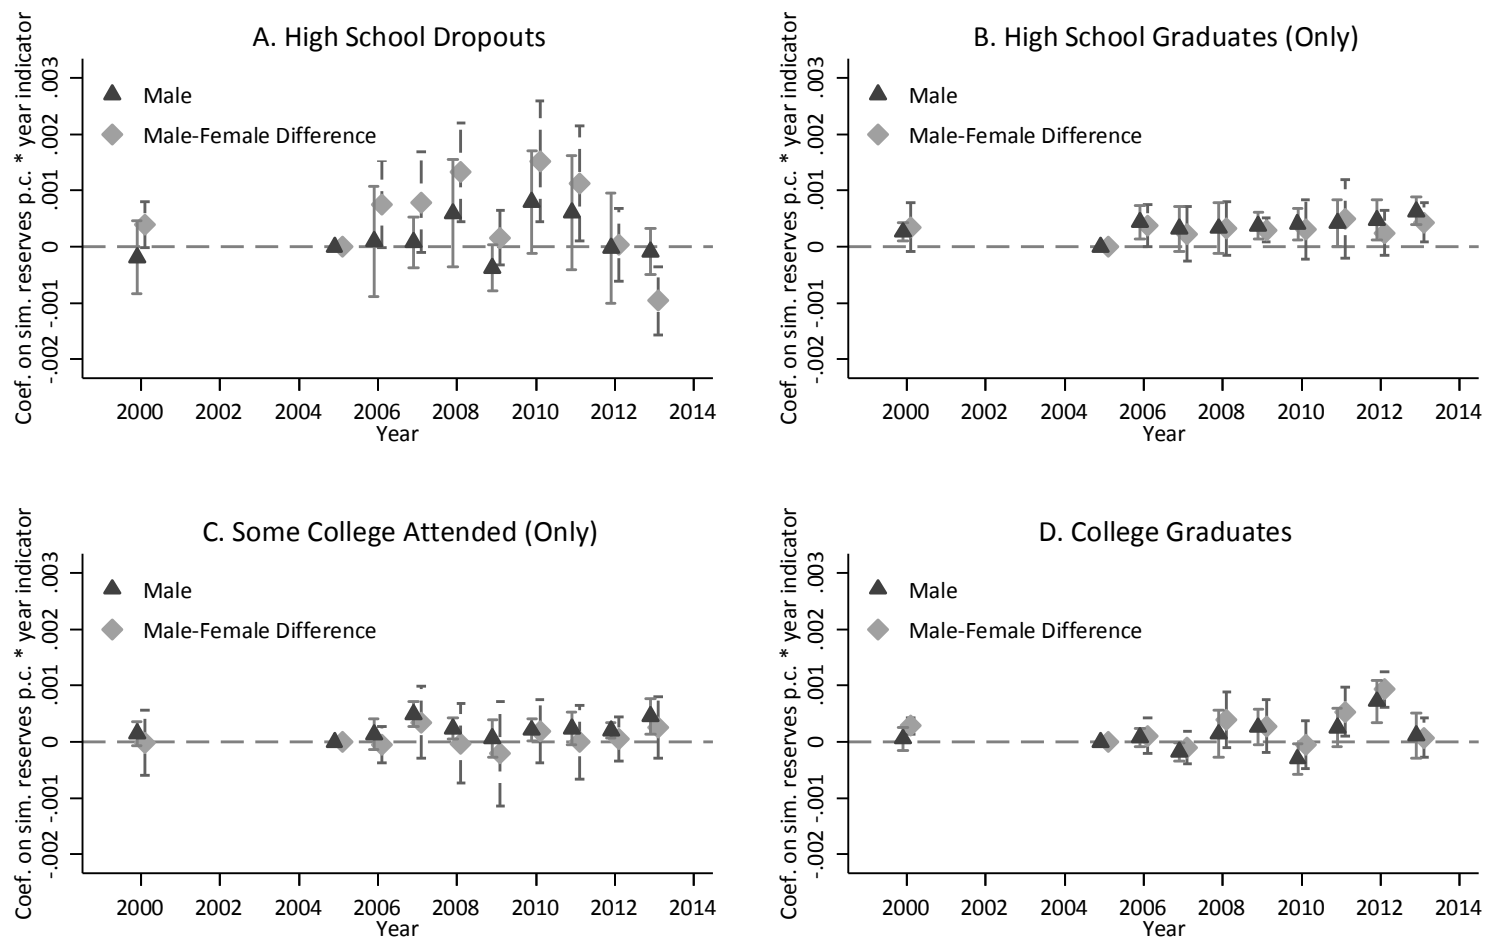 A. High School Dropouts
Coef. on sim. reserves p.c. * year indicator
.003
.002
.001
0
-.001
-.002
Male
Male-Female Difference
2000 2002 2004 2006 2008 2010 2012 2014
Year
B. High School Graduates (Only)
Coef. on sim. reserves p.c. * year indicator
.003
.002
.001
0
-.001
-.002
Male
Male-Female Difference
2000 2002 2004 2006 2008 2010 2012 2014
Year
C. Some College Attended (Only)
Coef. on sim. reserves p.c. * year indicator
.003
.002
.001
0
-.001
-.002
Male
Male-Female Difference
2000 2002 2004 2006 2008 2010 2012 2014
Year
D. College Graduates
Coef. on sim. reserves p.c. * year indicator
.003
.002
.001
0
-.001
-.002
Male
Male-Female Difference
2000 2002 2004 2006 2008 2010 2012 2014
Year